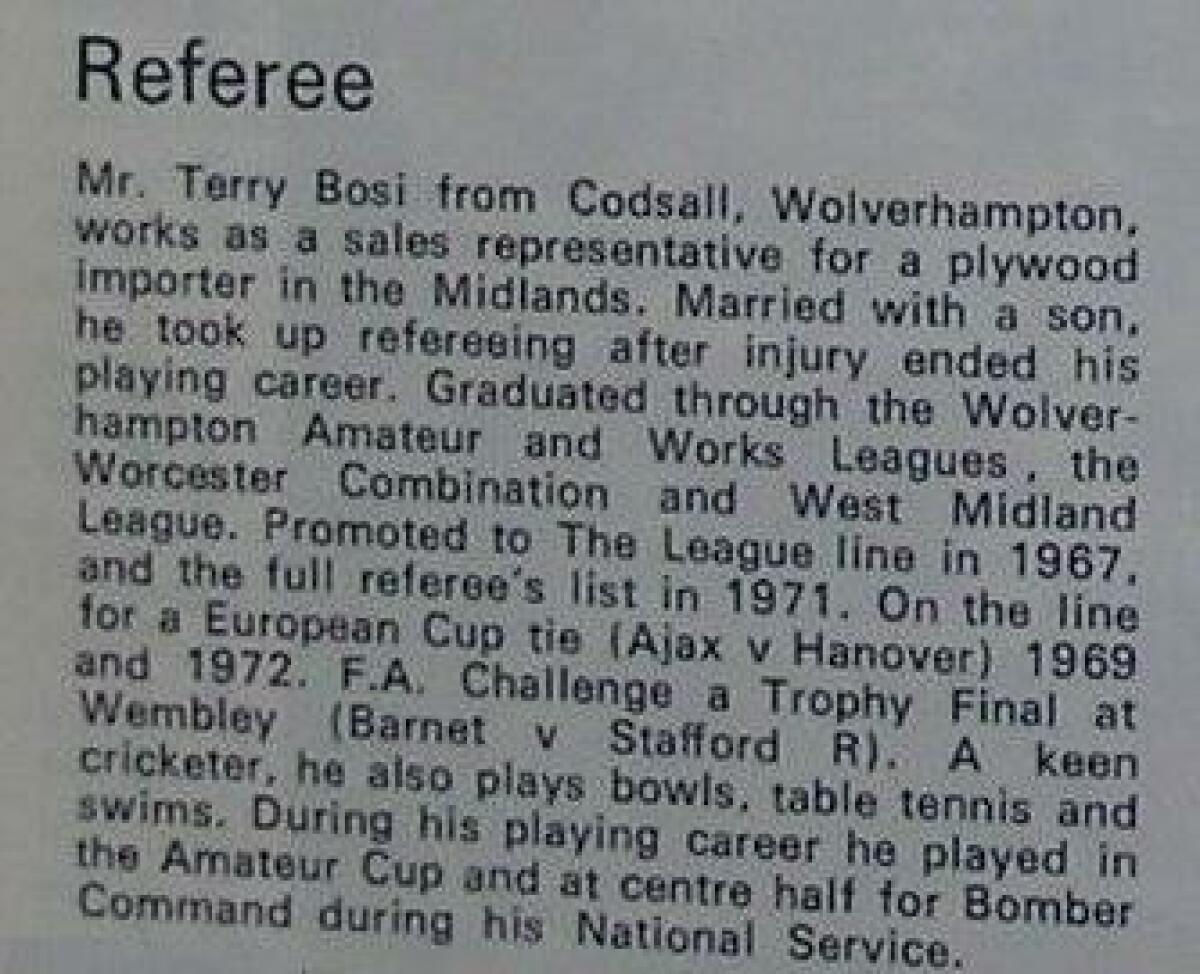 Referee
Mr. Terry Bosi from Codsall, Wolverhampton,
works as a sales representative for a plywood
importer in the Midlands. Married with a son,
he took up refereeing after injury ended his
playing career. Graduated through the Wolver-
hampton Amateur and Works Leagues , the
Worcester Combination and West Midland
League. Promoted to The League line in 1967,
and the full referee's list in 1971. On the line
for a European Cup tie (Ajax v Hanover) 1969
and 1972. F.A. Challenge a Trophy Final at
Wembley (Barnet v Stafford R). A keen
cricketer, he also plays bowls, table tennis and
swims. During his playing career he played in
the Amateur Cup and at centre half for Bomber
Command during his National Service.